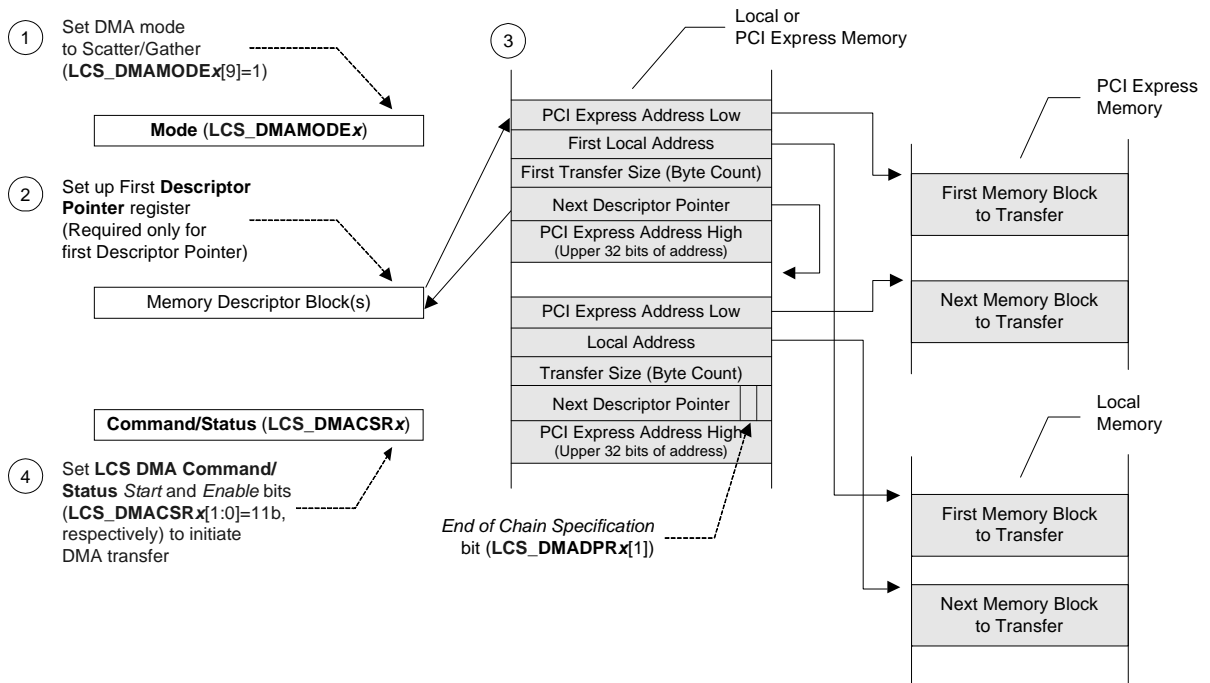 1
Set DMA mode
to Scatter/Gather
(LCS_DMAMODEx[9]=1)
Mode (LCS_DMAMODEx)
2
Set up First Descriptor
Pointer register
(Required only for
first Descriptor Pointer)
Memory Descriptor Block(s)
Command/Status (LCS_DMACSRx)
4
Set LCS DMA Command/
Status Start and Enable bits
(LCS_DMACSRx[1:0]=11b,
respectively) to initiate
DMA transfer
3
Local or
PCI Express Memory
PCI Express Address Low
First Local Address
First Transfer Size (Byte Count)
Next Descriptor Pointer
PCI Express Address High
(Upper 32 bits of address)
PCI Express Address Low
Local Address
Transfer Size (Byte Count)
Next Descriptor Pointer
PCI Express Address High
(Upper 32 bits of address)
End of Chain Specification
bit (LCS_DMADPRx[1])
PCI Express
Memory
First Memory Block
to Transfer
Next Memory Block
to Transfer
Local
Memory
First Memory Block
to Transfer
Next Memory Block
to Transfer